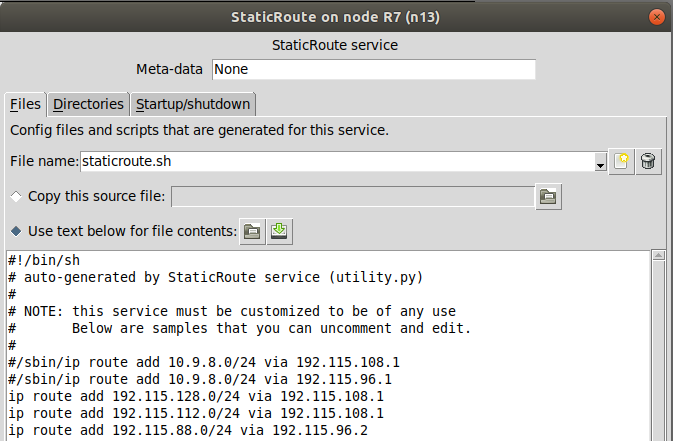 StaticRoute on node R7 (n13)
StaticRoute service
Meta-data None
Files Directories Startup/shutdown
Config files and scripts that are generated for this service.
File name: staticroute.sh
Copy this source file:
Use text below for file contents:
#!/bin/sh
# auto-generated by StaticRoute service (utility.py)
#
# NOTE: this service must be customized to be of any use
#       Below are samples that you can uncomment and edit.
#
#/sbin/ip route add 10.9.8.0/24 via 192.115.108.1
#/sbin/ip route add 10.9.8.0/24 via 192.115.96.1
ip route add 192.115.128.0/24 via 192.115.108.1
ip route add 192.115.112.0/24 via 192.115.108.1
ip route add 192.115.88.0/24 via 192.115.96.2